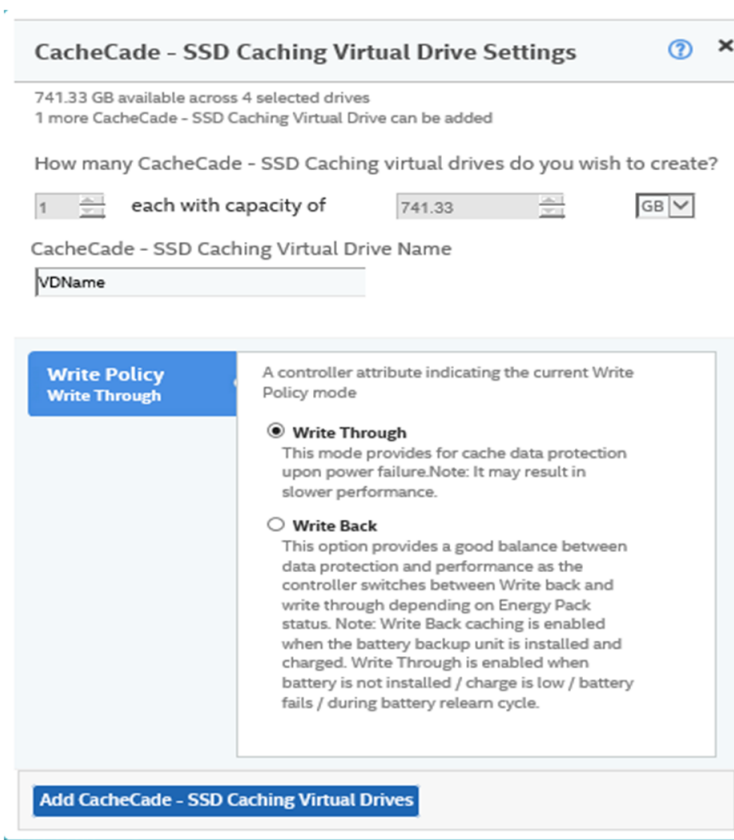 CacheCade - SSD Caching Virtual Drive Settings ? ×
741.33 GB available across 4 selected drives
1 more CacheCade - SSD Caching Virtual Drive can be added
How many CacheCade - SSD Caching virtual drives do you wish to create?
1 each with capacity of 741.33 GB
CacheCade - SSD Caching Virtual Drive Name
VDName
Write Policy
Write Through
A controller attribute indicating the current Write
Policy mode
Write Through
This mode provides for cache data protection
upon power failure.Note: It may result in
slower performance.
Write Back
This option provides a good balance between
data protection and performance as the
controller switches between Write back and
write through depending on Energy Pack
status. Note: Write Back caching is enabled
when the battery backup unit is installed and
charged. Write Through is enabled when
battery is not installed / charge is low / battery
fails / during battery relearn cycle.
Add CacheCade - SSD Caching Virtual Drives